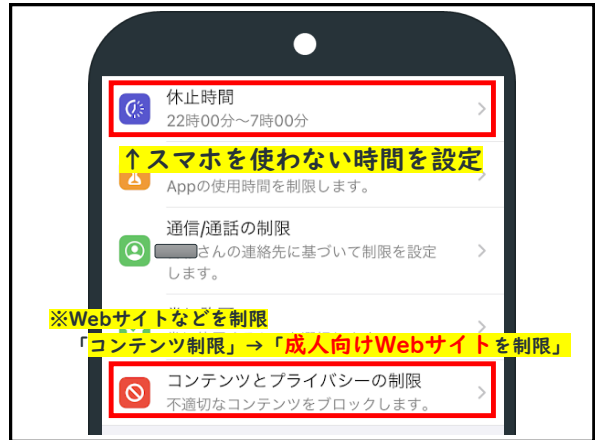 休止時間
22時00分～7時00分
↑スマホを使わない時間を設定
Appの使用時間を制限します。
通信/通話の制限
さんの連絡先に基づいて制限を設定
します。
※Webサイトなどを制限
「コンテンツ制限」→「成人向けWebサイトを制限」
コンテンツとプライバシーの制限
不適切なコンテンツをブロックします。